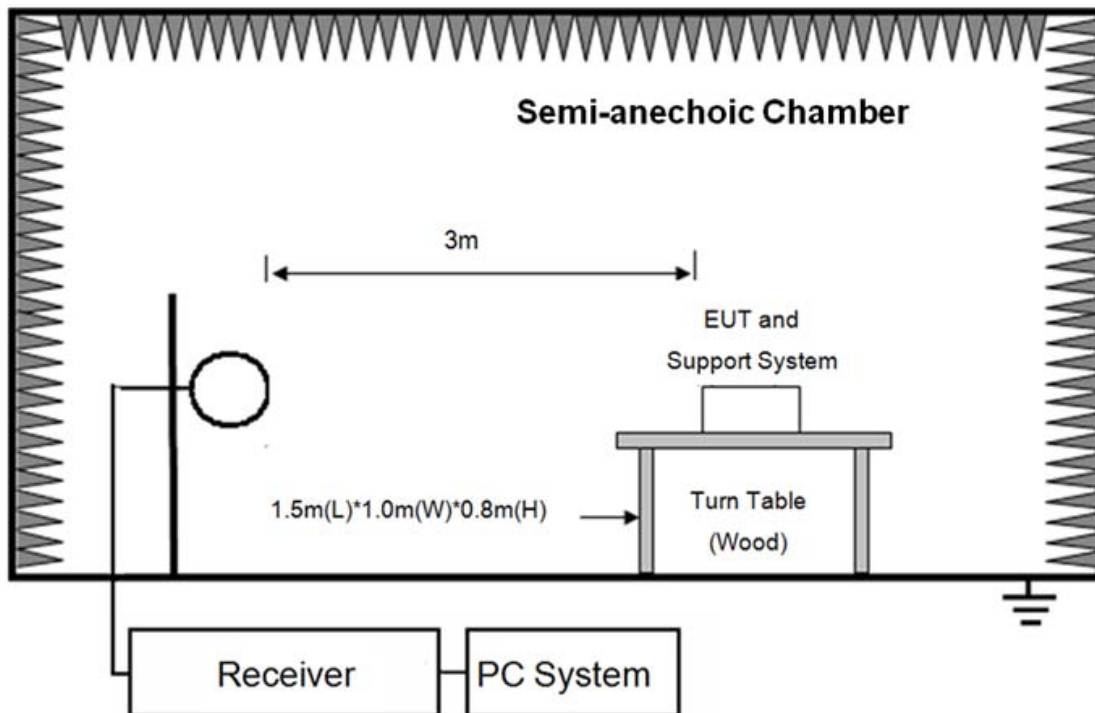 Semi-anechoic Chamber
3m
EUT and
Support System
1.5m(L)*1.0m(W)*0.8m(H)
Turn Table
(Wood)
Receiver
PC System